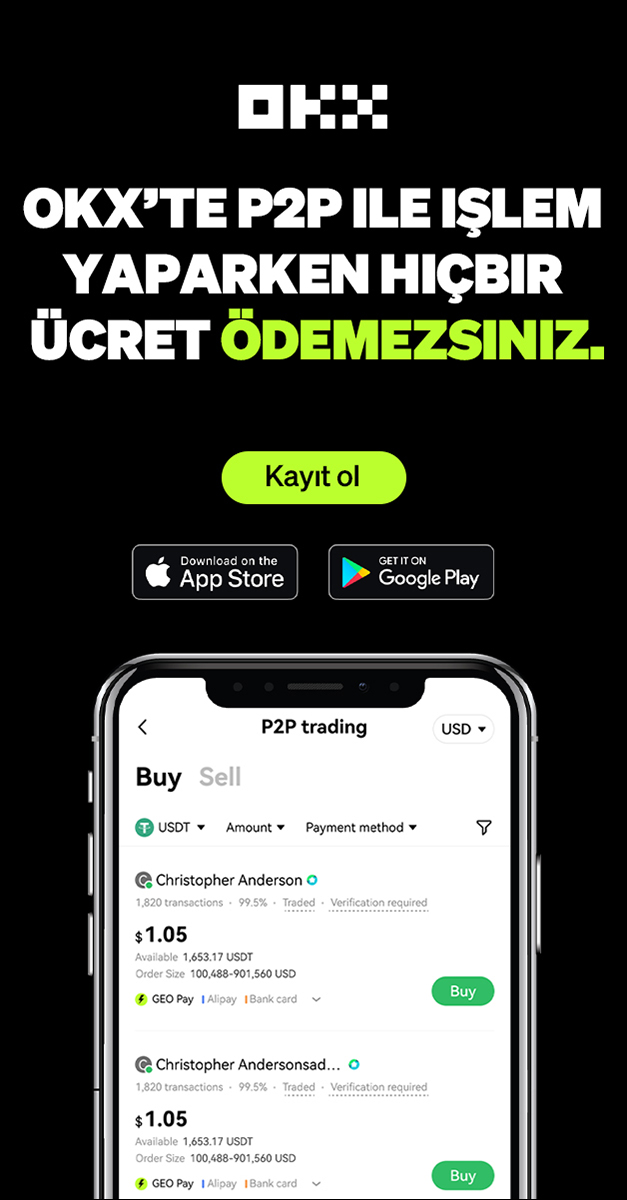 OKX
OKX'TE P2P ILE IŞLEM
YAPARKEN HIÇBIR
ÜCRET ÖDEMEZSINIZ.
Kayıt ol
Download on the
App Store
GET IT ON
Google Play
P2P trading
USD
Buy Sell
USDT Amount Payment method
C Christopher Anderson
1,820 transactions · 99.5% · Traded · Verification required
$1.05
Available 1,653.17 USDT
Order Size 100,488-901,560 USD
Buy
GEO Pay Alipay Bank card
C Christopher Andersonsad...
1,820 transactions · 99.5% · Traded · Verification required
$1.05
Available 1,653.17 USDT
Order Size 100,488-901,560 USD
Buy
GEO Pay Alipay Bank card